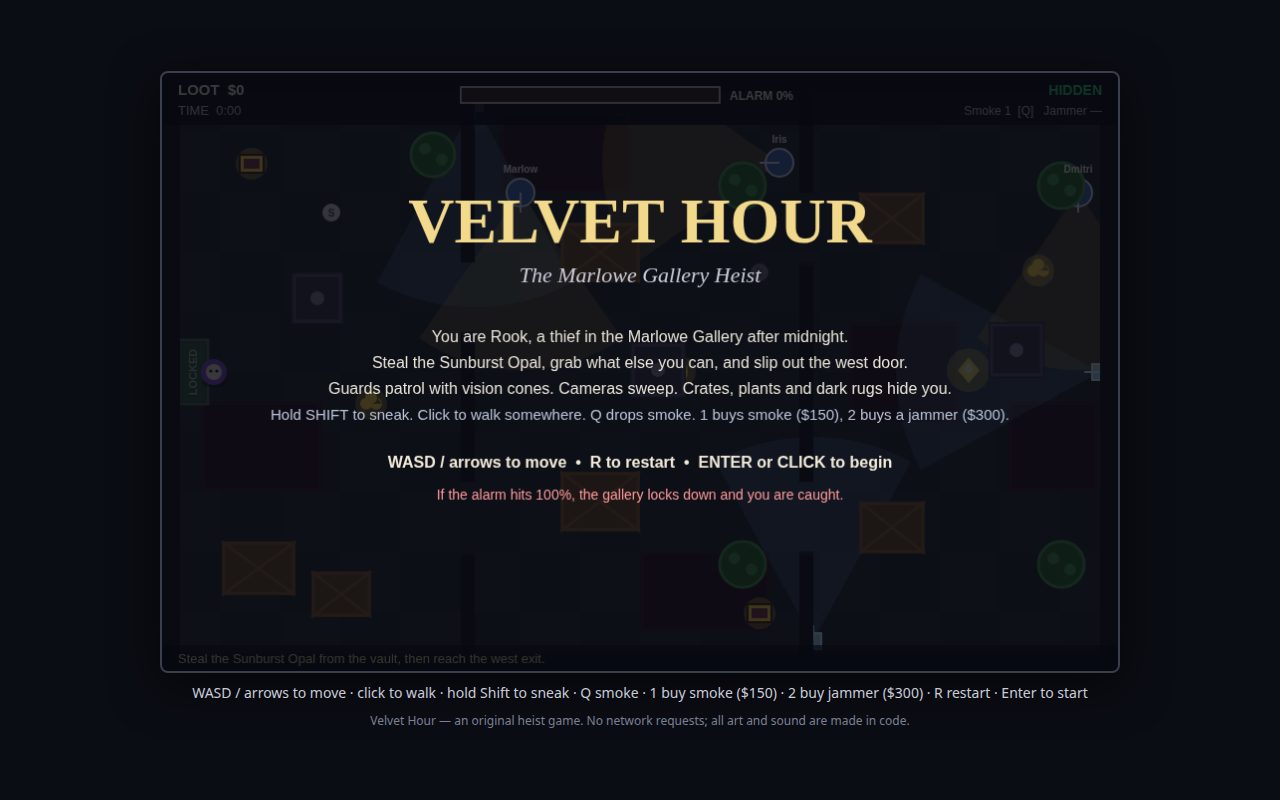 LOOT $0
ALARM 0%
HIDDEN
TIME 0:00
Smoke 1 [Q] Jammer —
Iris
Marlow
Dmitri
S
VELVET HOUR
The Marlowe Gallery Heist
You are Rook, a thief in the Marlowe Gallery after midnight.
Steal the Sunburst Opal, grab what else you can, and slip out the west door.
LOCKED
Guards patrol with vision cones. Cameras sweep. Crates, plants and dark rugs hide you.
Hold SHIFT to sneak. Click to walk somewhere. Q drops smoke. 1 buys smoke ($150), 2 buys a jammer ($300).
WASD / arrows to move • R to restart • ENTER or CLICK to begin
If the alarm hits 100%, the gallery locks down and you are caught.
Steal the Sunburst Opal from the vault, then reach the west exit.
WASD / arrows to move · click to walk · hold Shift to sneak · Q smoke · 1 buy smoke ($150) · 2 buy jammer ($300) · R restart · Enter to start
Velvet Hour — an original heist game. No network requests; all art and sound are made in code.